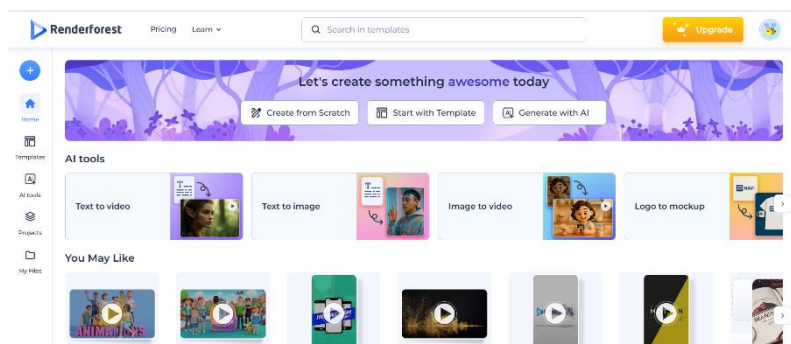 Renderforest
Pricing
Learn
Search in templates
Upgrade
Let's create something awesome today
Create from Scratch
Start with Template
Generate with AI
Home
Templates
AI tools
Projects
My Files
AI tools
Text to video
Text to image
Image to video
Logo to mockup
You May Like
ANIMATIONS